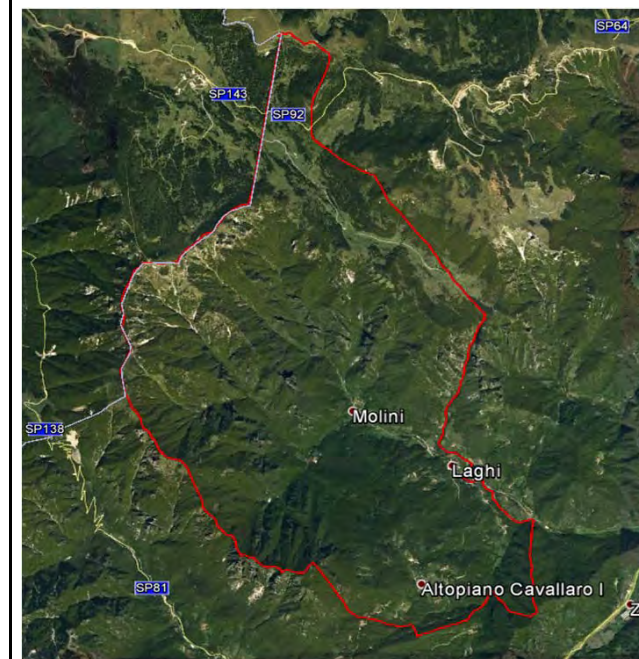 SP64
SP143
SP92
Molini
SP138
Laghi
Altopiano Cavallaro I
SP81
Z